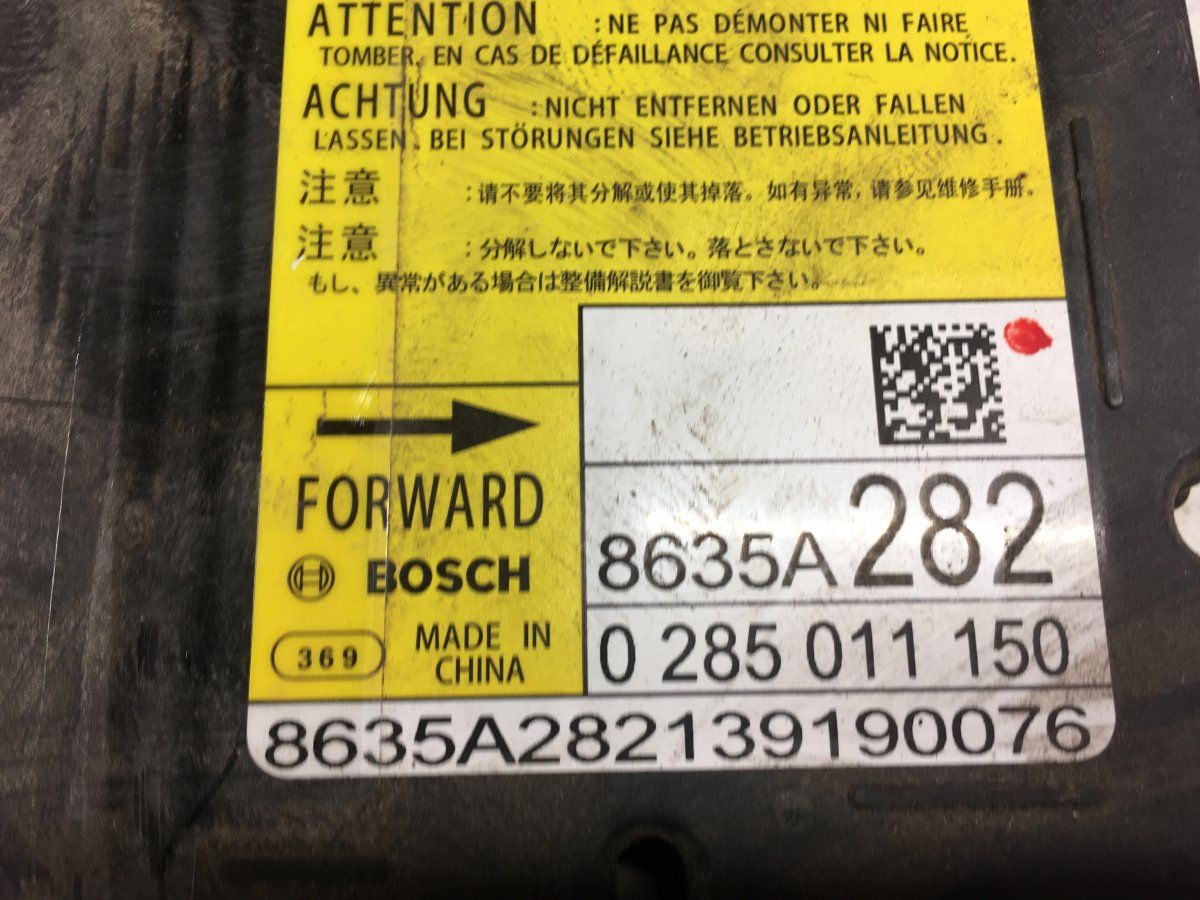 ATTENTION : NE PAS DÉMONTER NI FAIRE
TOMBER, EN CAS DE DÉFAILLANCE CONSULTER LA NOTICE.
ACHTUNG : NICHT ENTFERNEN ODER FALLEN
LASSEN. BEI STÖRUNGEN SIEHE BETRIEBSANLEITUNG.
注意 :请不要将其分解或使其掉落。如有异常,请参见维修手册。
注意 :分解しないで下さい。落とさないで下さい。
もし、異常がある場合は整備解説書を御覧下さい。
FORWARD
BOSCH
369
MADE IN
CHINA
8635A282
0 285 011 150
8635A282139190076